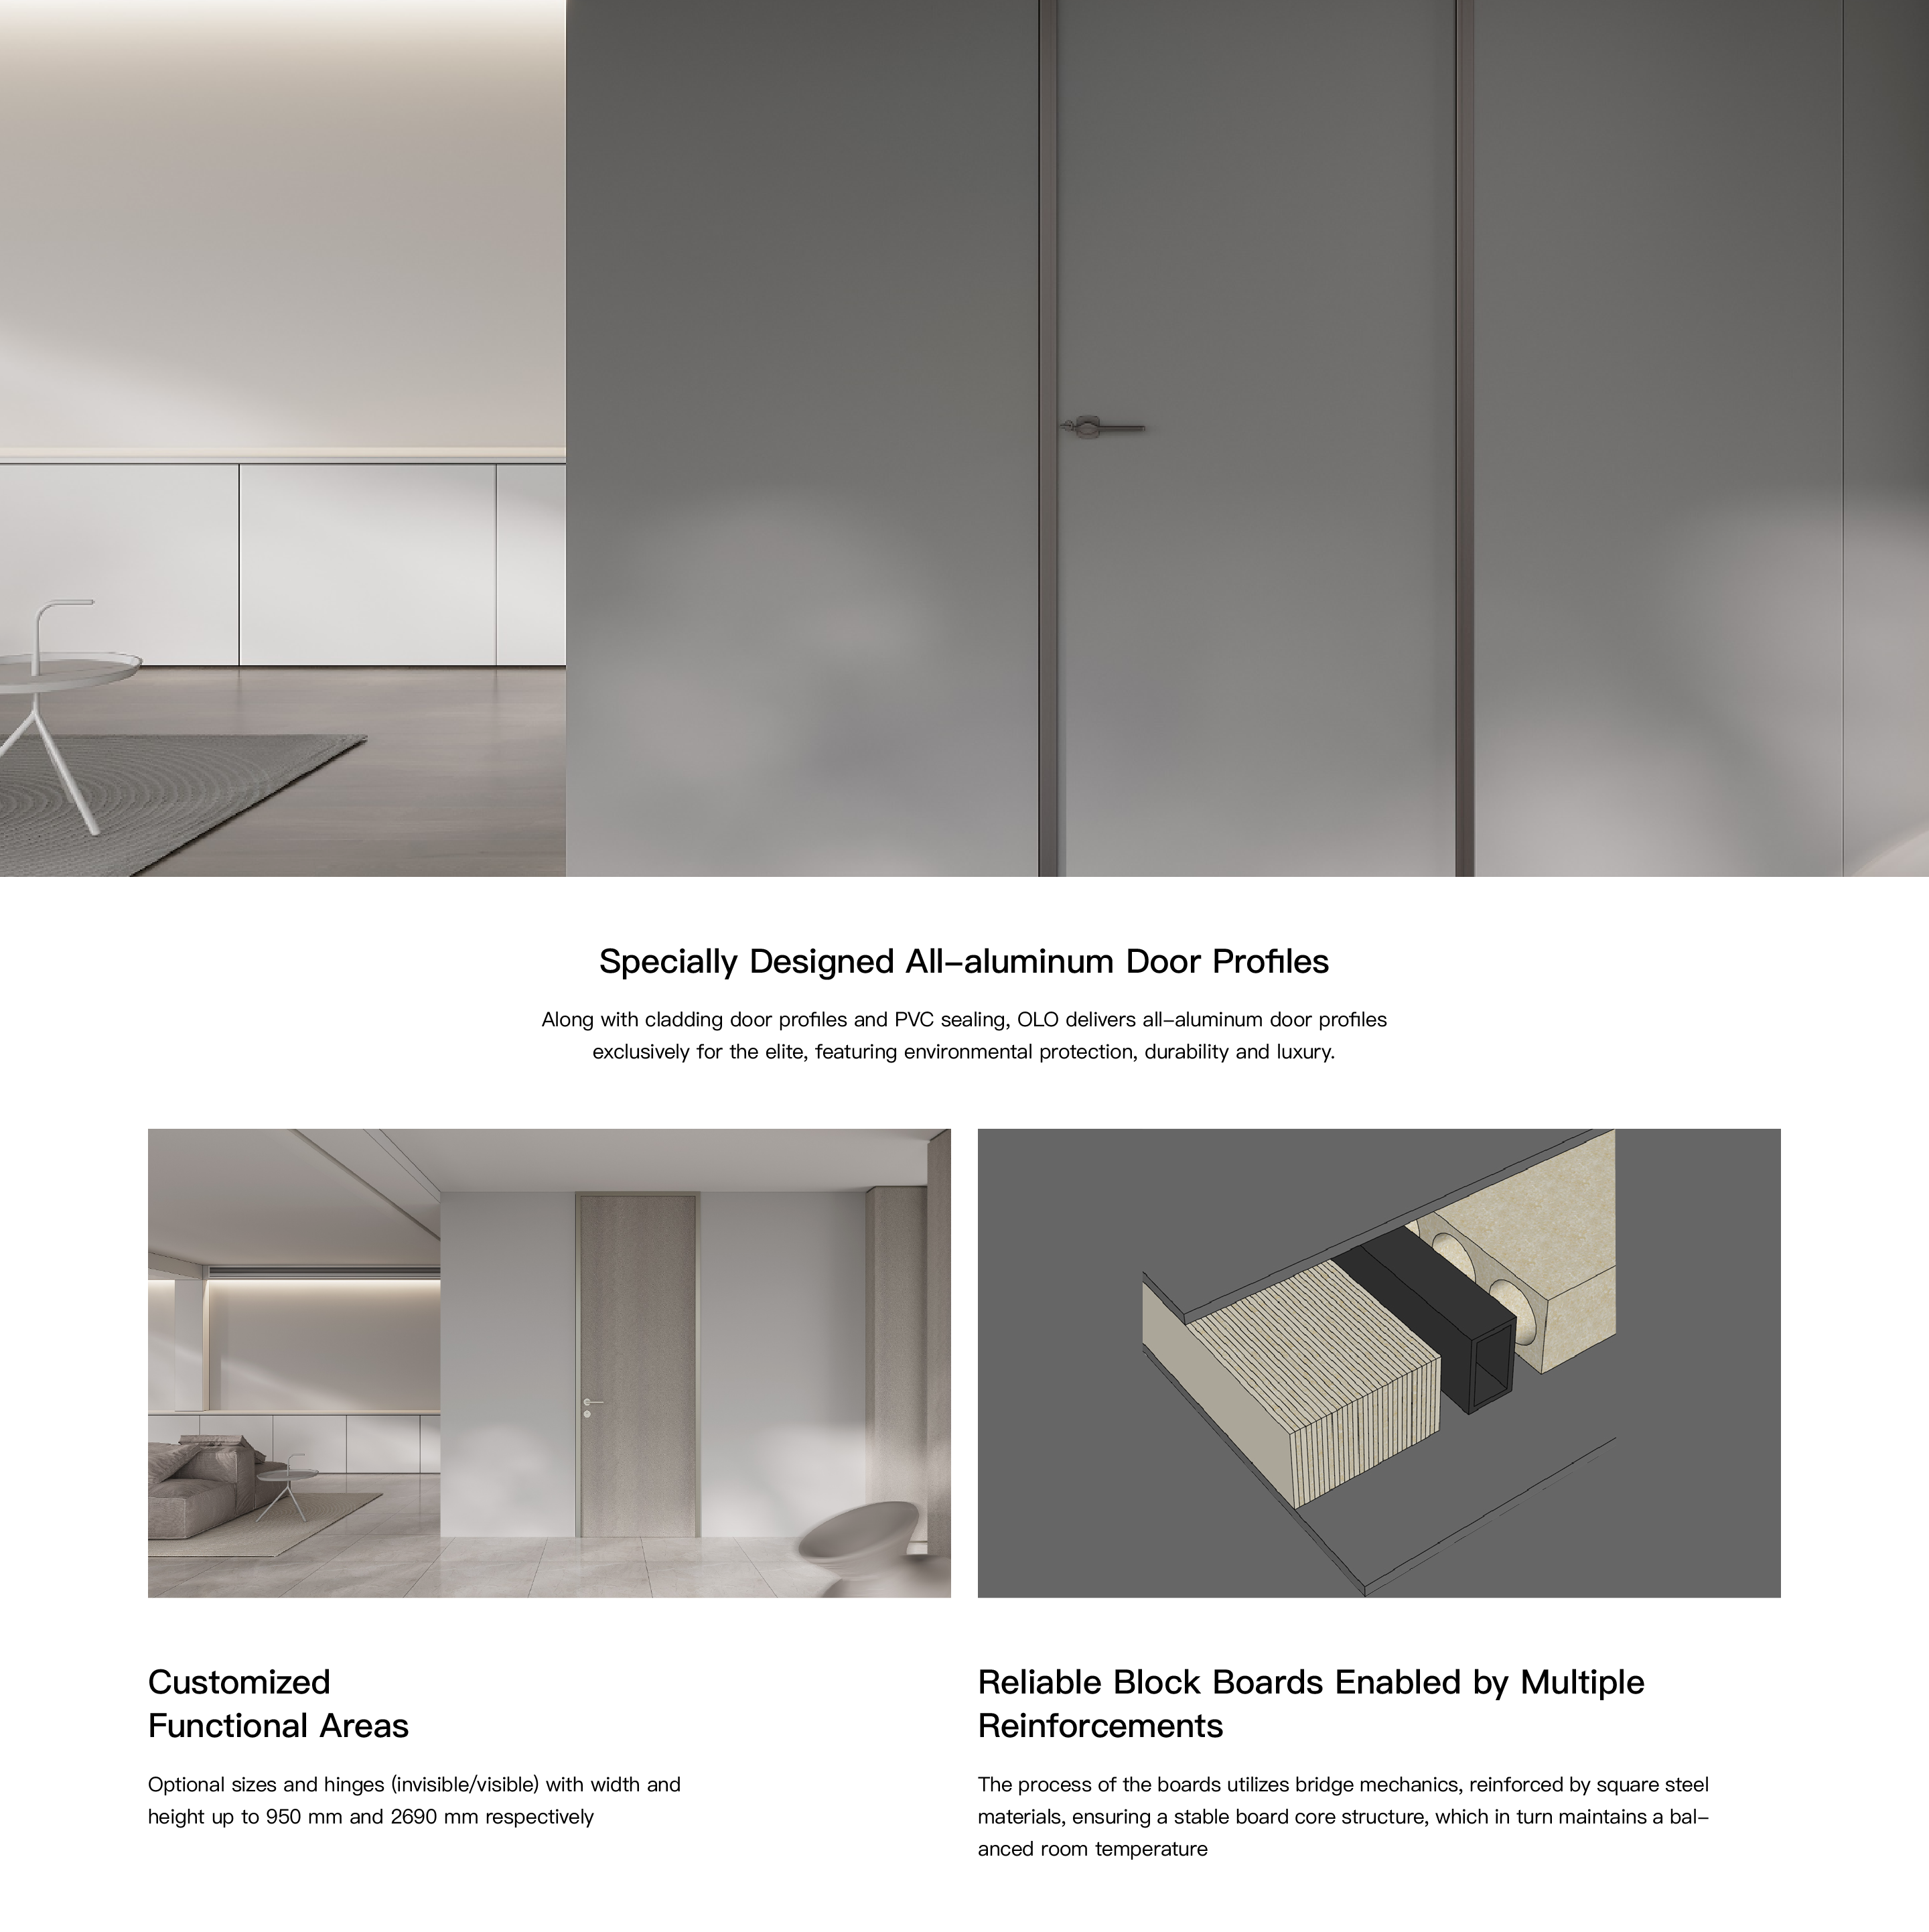 Specially Designed All–aluminum Door Profiles
Along with cladding door profiles and PVC sealing, OLO delivers all–aluminum door profiles
exclusively for the elite, featuring environmental protection, durability and luxury.
Customized
Functional Areas
Optional sizes and hinges (invisible/visible) with width and
height up to 950 mm and 2690 mm respectively
Reliable Block Boards Enabled by Multiple
Reinforcements
The process of the boards utilizes bridge mechanics, reinforced by square steel
materials, ensuring a stable board core structure, which in turn maintains a bal–
anced room temperature